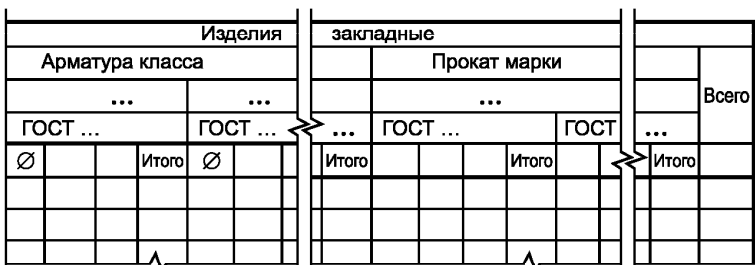 Изделия закладные
Арматура класса Прокат марки
... ... ... Всего
ГОСТ ... ГОСТ ... ... ГОСТ ... ГОСТ ...
Ø Итого Ø Итого Итого Итого